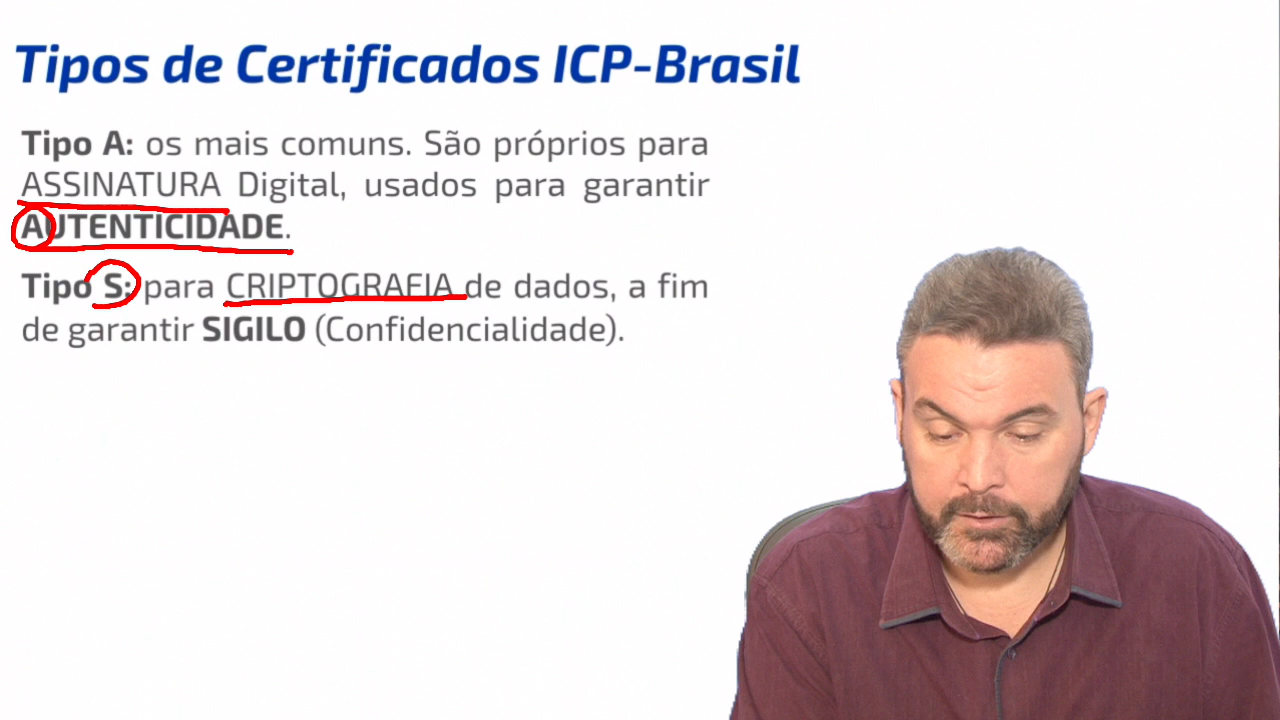 Tipos de Certificados ICP-Brasil
Tipo A: os mais comuns. São próprios para
ASSINATURA Digital, usados para garantir
AUTENTICIDADE.
Tipo S: para CRIPTOGRAFIA de dados, a fim
de garantir SIGILO (Confidencialidade).